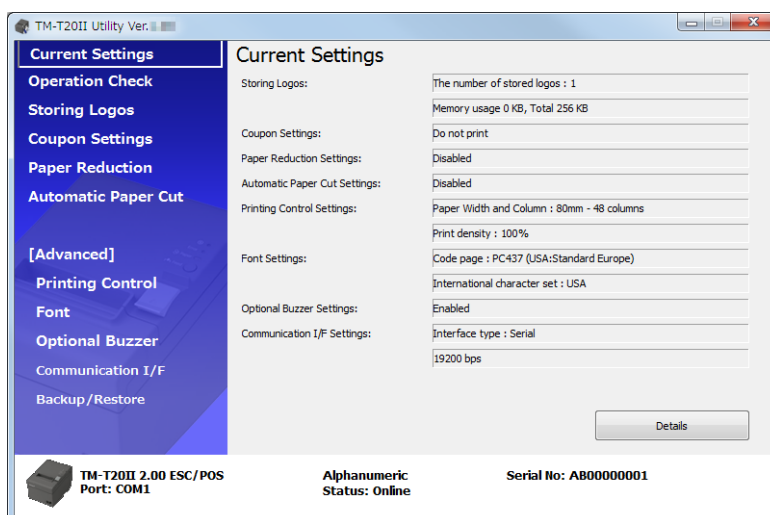 TM-T20II Utility Ver.
Current Settings
Operation Check
Storing Logos
Coupon Settings
Paper Reduction
Automatic Paper Cut
[Advanced]
Printing Control
Font
Optional Buzzer
Communication I/F
Backup/Restore
Current Settings
Storing Logos: The number of stored logos : 1
Memory usage 0 KB, Total 256 KB
Coupon Settings: Do not print
Paper Reduction Settings: Disabled
Automatic Paper Cut Settings: Disabled
Printing Control Settings: Paper Width and Column : 80mm - 48 columns
Print density : 100%
Font Settings: Code page : PC437 (USA:Standard Europe)
International character set : USA
Optional Buzzer Settings: Enabled
Communication I/F Settings: Interface type : Serial
19200 bps
Details
TM-T20II 2.00 ESC/POS Alphanumeric Serial No: AB00000001
Port: COM1 Status: Online